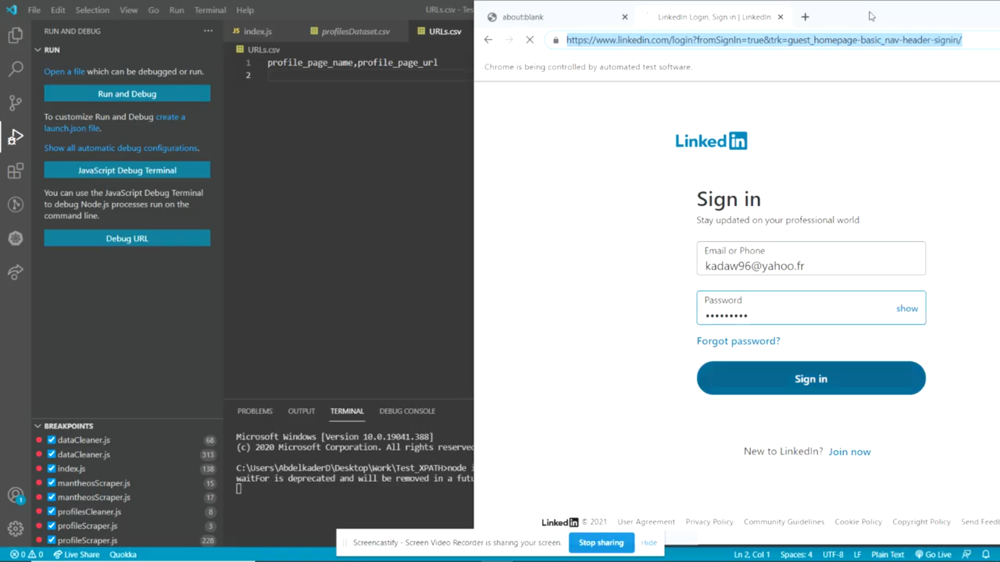 File Edit Selection View Go Run Terminal Help
URLs.csv - Tes
RUN AND DEBUG
RUN
Open a file which can be debugged or run.
Run and Debug
To customize Run and Debug create a
launch.json file.
Show all automatic debug configurations.
JavaScript Debug Terminal
You can use the JavaScript Debug Terminal
to debug Node.js processes run on the
command line.
Debug URL
BREAKPOINTS
dataCleaner.js 68
dataCleaner.js 313
index.js 138
mantheosScraper.js 15
mantheosScraper.js 17
profilesCleaner.js 8
profileScraper.js 3
profileScraper.js 228
1
JS index.js
profilesDataset.csv
URLs.csv
URLs.csv
1 profile_page_name,profile_page_url
2
PROBLEMS OUTPUT TERMINAL DEBUG CONSOLE
Microsoft Windows [Version 10.0.19041.388]
(c) 2020 Microsoft Corporation. All rights reserved
C:\Users\AbdelkaderD\Desktop\Work\Test_XPATH>node i
waitFor is deprecated and will be removed in a futu
about:blank
LinkedIn Login, Sign in | LinkedIn
https://www.linkedin.com/login?fromSignIn=true&trk=guest_homepage-basic_nav-header-signin/
Chrome is being controlled by automated test software.
Linked in
Sign in
Stay updated on your professional world
Email or Phone
kadaw96@yahoo.fr
Password
show
Forgot password?
Sign in
New to LinkedIn? Join now
Linked in © 2021 User Agreement Privacy Policy Community Guidelines Cookie Policy Copyright Policy Send Feedb
Screencastify - Screen Video Recorder is sharing your screen. Stop sharing Hide
0 0 Live Share Quokka
Ln 2, Col 1 Spaces: 4 UTF-8 LF Plain Text Go Live